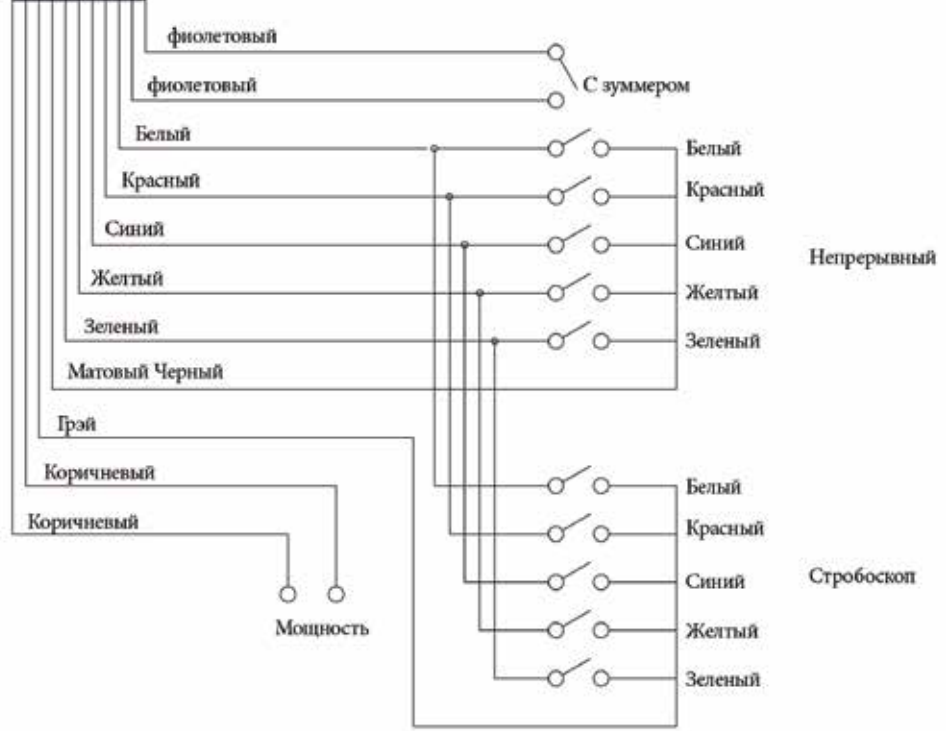 фиолетовый
фиолетовый
С зуммером
Белый
Белый
Красный
Красный
Синий
Синий
Непрерывный
Желтый
Желтый
Зеленый
Зеленый
Матовый Черный
Грэй
Коричневый
Белый
Коричневый
Красный
Синий
Стробоскоп
Мощность
Желтый
Зеленый